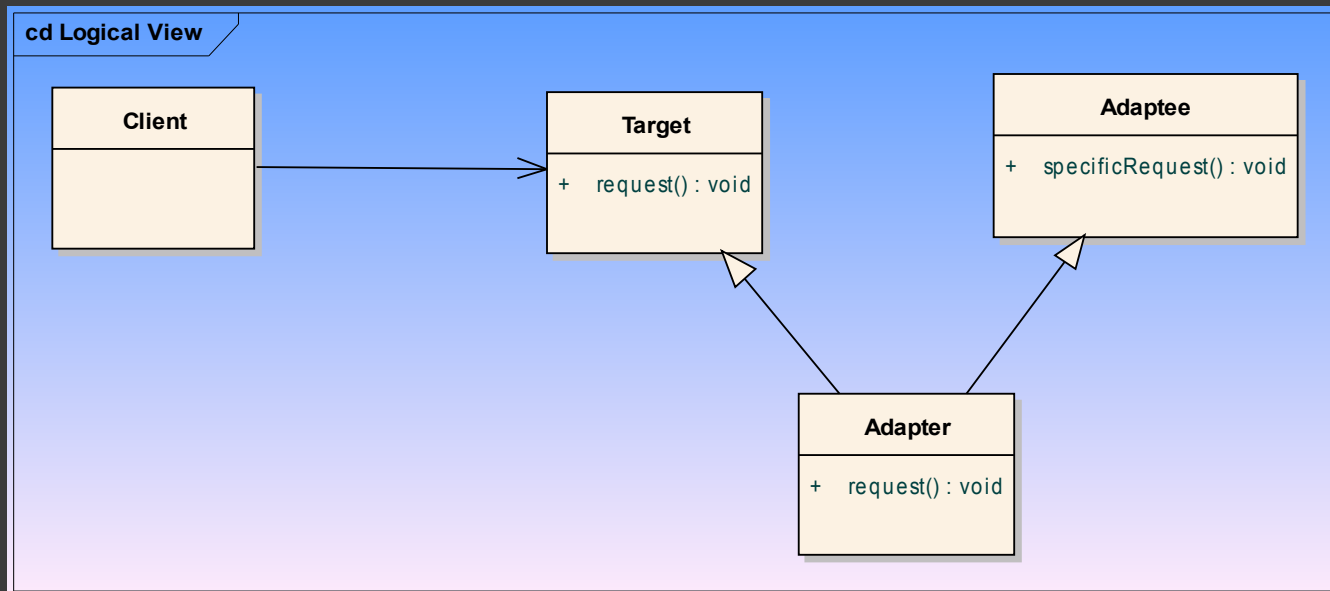 cd Logical View
Client
Target
+ request() : void
Adaptee
+ specificRequest() : void
Adapter
+ request() : void